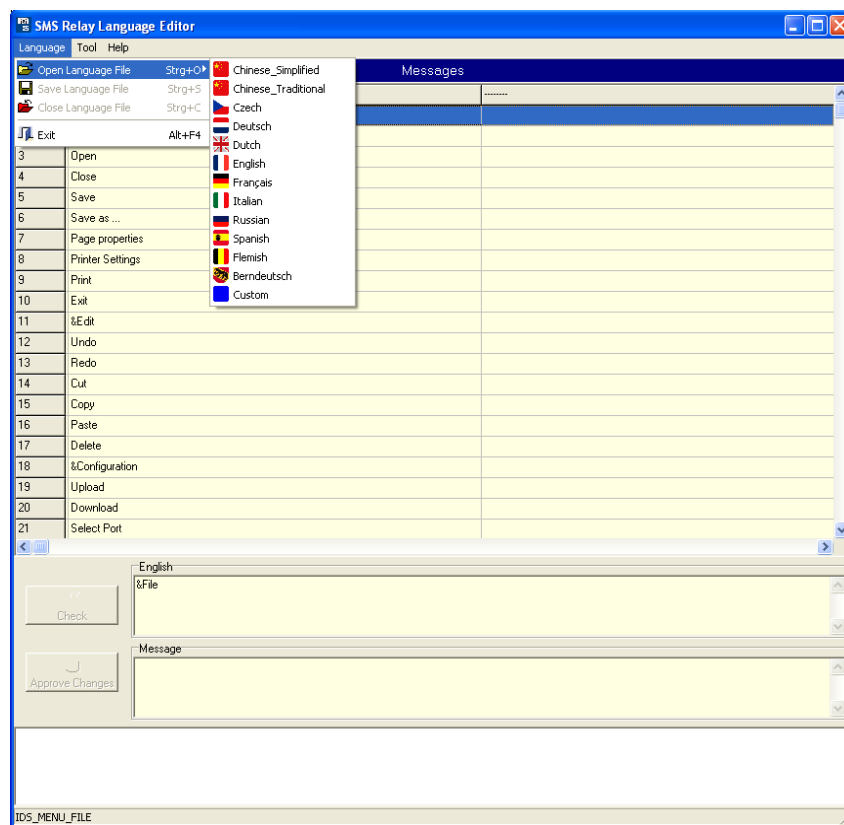 SMS Relay Language Editor
Language Tool Help
Open Language File Strg+O
Save Language File Strg+S
Close Language File Strg+C
Exit Alt+F4
Chinese_Simplified
Chinese_Traditional
Czech
Deutsch
Dutch
English
Français
Italian
Russian
Spanish
Flemish
Berndeutsch
Custom
Messages
--------
3 Open
4 Close
5 Save
6 Save as ...
7 Page properties
8 Printer Settings
9 Print
10 Exit
11 &Edit
12 Undo
13 Redo
14 Cut
15 Copy
16 Paste
17 Delete
18 &Configuration
19 Upload
20 Download
21 Select Port
English
&File
Check
Message
Approve Changes
IDS_MENU_FILE